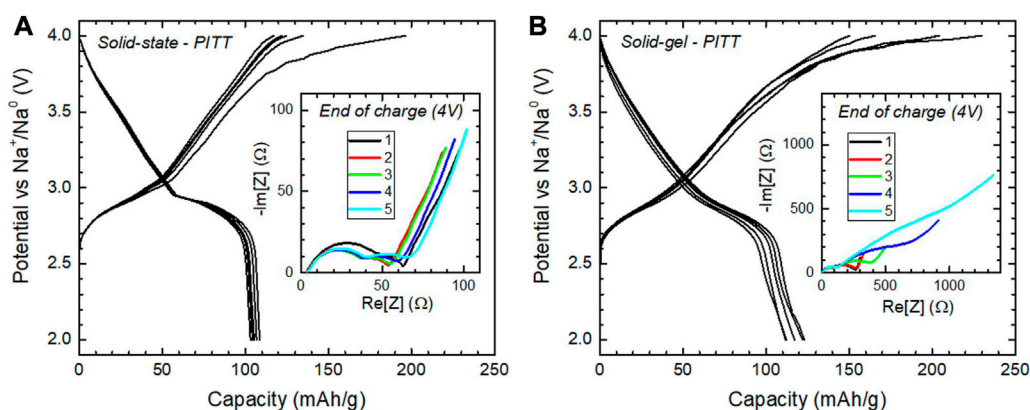 A
Solid-state - PITT
Potential vs Na⁺/Na⁰ (V)
4.0
3.5
3.0
2.5
2.0
0 50 100 150 200 250
Capacity (mAh/g)
End of charge (4V)
-Im[Z] (Ω)
100
50
0
1
2
3
4
5
0 50 100
Re[Z] (Ω)
B
Solid-gel - PITT
Potential vs Na⁺/Na⁰ (V)
4.0
3.5
3.0
2.5
2.0
0 50 100 150 200 250
Capacity (mAh/g)
End of charge (4V)
-Im[Z] (Ω)
1300
900
500
0
1
2
3
4
5
0 500 1000
Re[Z] (Ω)